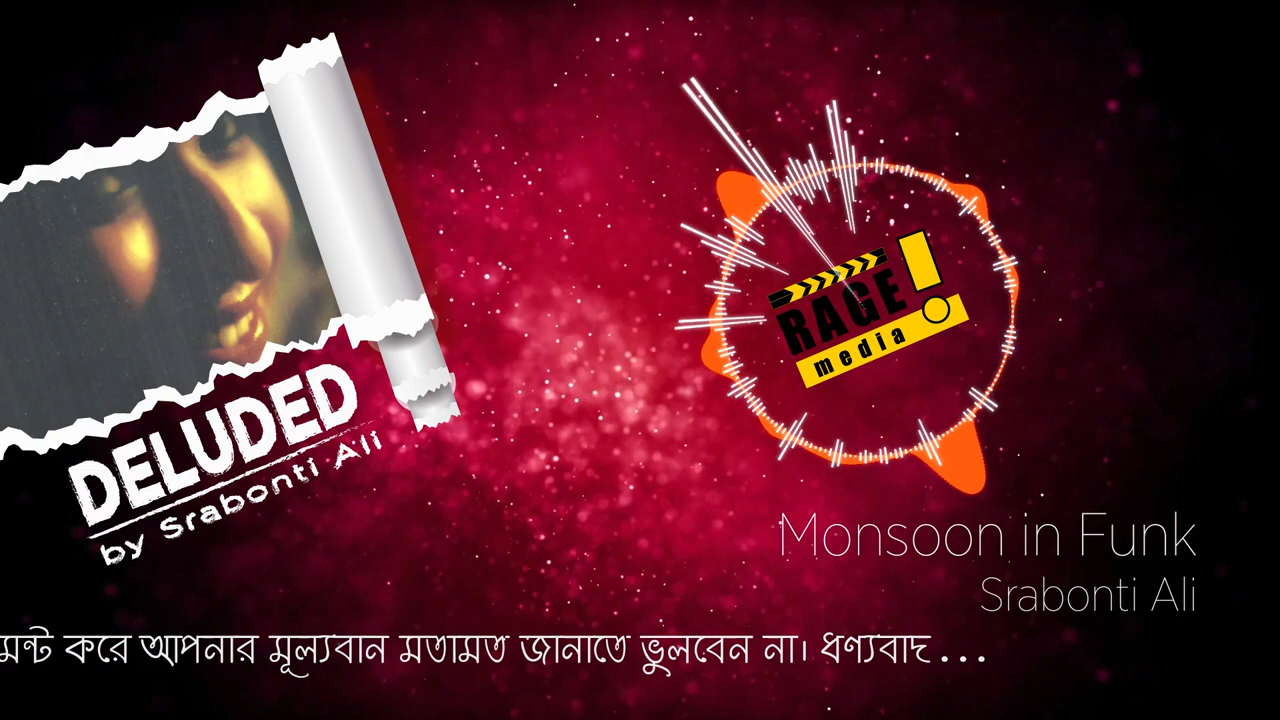 DELUDED
by Srabonti Ali
RAGE!
media
Monsoon in Funk
Srabonti Ali
করে আপনার মূল্যবান মতামত জানাতে ভুলবেন না। ধণ্যবাদ...